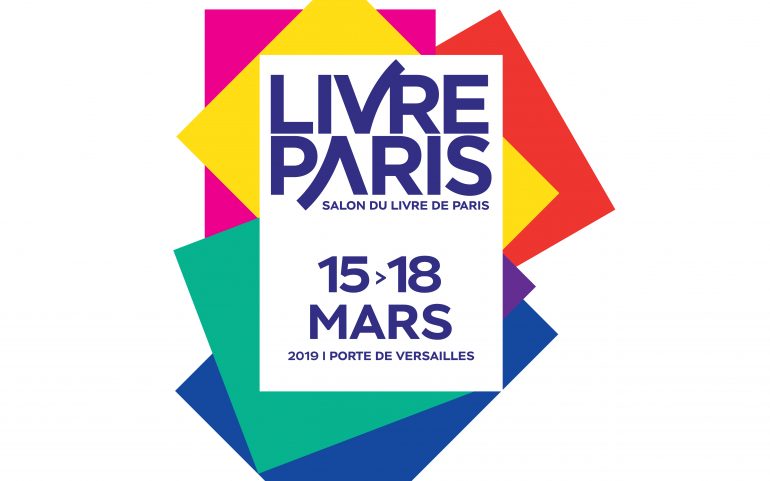 LIVRE
PARIS
SALON DU LIVRE DE PARIS
15>18
MARS
2019 I PORTE DE VERSAILLES